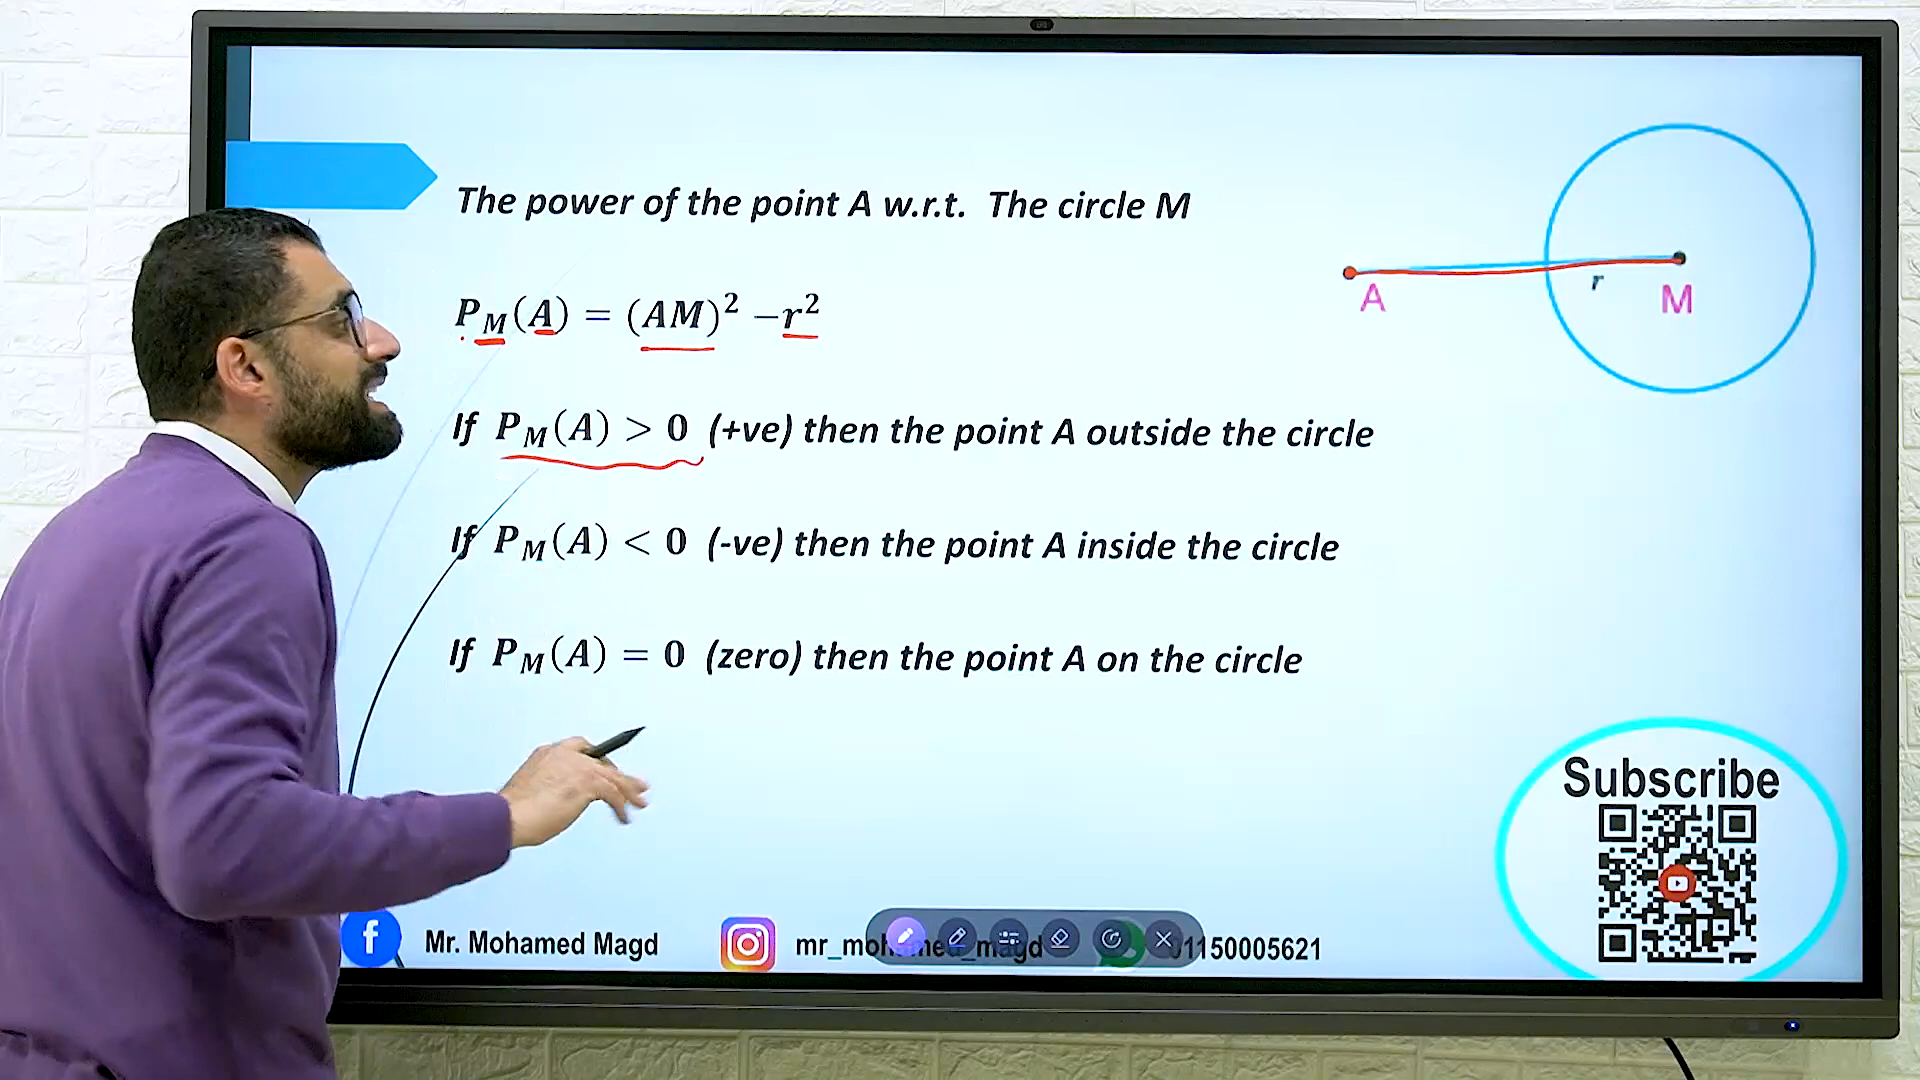 The power of the point A w.r.t. The circle M
P_M(A) = (AM)² −r²
If P_M(A) > 0 (+ve) then the point A outside the circle
If P_M(A) < 0 (-ve) then the point A inside the circle
If P_M(A) = 0 (zero) then the point A on the circle
A
r
M
Subscribe
Mr. Mohamed Magd
1150005621